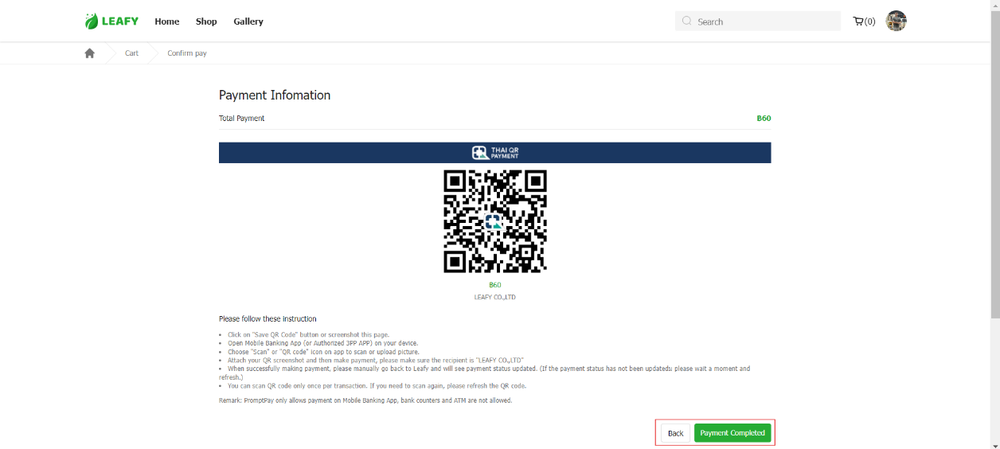 LEAFY Home Shop Gallery Search (0)
Cart Confirm pay
Payment Infomation
Total Payment ฿60
THAI QR
PAYMENT
฿60
LEAFY CO.,LTD
Please follow these instruction
• Click on "Save QR Code" button or screenshot this page.
• Open Mobile Banking App (or Authorized 3PP APP) on your device.
• Choose "Scan" or "QR code" icon on app to scan or upload picture.
• Attach your QR screenshot and then make payment, please make sure the recipient is "LEAFY CO.,LTD"
• When successfully making payment, please manually go back to Leafy and will see payment status updated. (If the payment status has not been updated: please wait a moment and
refresh.)
• You can scan QR code only once per transaction. If you need to scan again, please refresh the QR code.
Remark: PromptPay only allows payment on Mobile Banking App, bank counters and ATM are not allowed.
Back Payment Completed